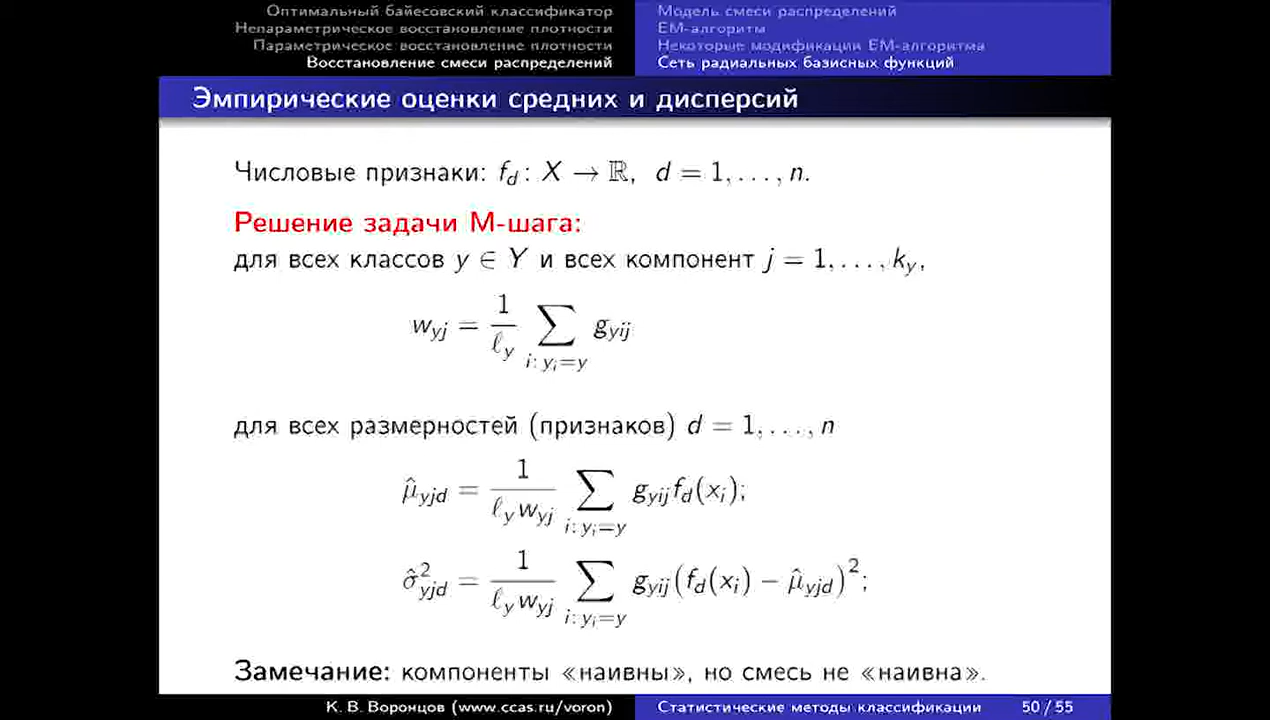 Оптимальный байесовский классификатор
Непараметрическое восстановление плотности
Параметрическое восстановление плотности
Восстановление смеси распределений
Модель смеси распределений
EM-алгоритм
Некоторые модификации EM-алгоритма
Сеть радиальных базисных функций
Эмпирические оценки средних и дисперсий
Числовые признаки: f_d : X → ℝ, d = 1, . . . , n.
Решение задачи М-шага:
для всех классов y ∈ Y и всех компонент j = 1, . . . , k_y,
w_{yj} = \frac{1}{ℓ_y} \sum_{i: y_i=y} g_{yij}
для всех размерностей (признаков) d = 1, . . . , n
\hat{μ}_{yjd} = \frac{1}{ℓ_y w_{yj}} \sum_{i: y_i=y} g_{yij} f_d(x_i);
\hat{σ}^2_{yjd} = \frac{1}{ℓ_y w_{yj}} \sum_{i: y_i=y} g_{yij} (f_d(x_i) − \hat{μ}_{yjd})^2;
Замечание: компоненты «наивны», но смесь не «наивна».
К. В. Воронцов (www.ccas.ru/voron)
Статистические методы классификации
50 / 55